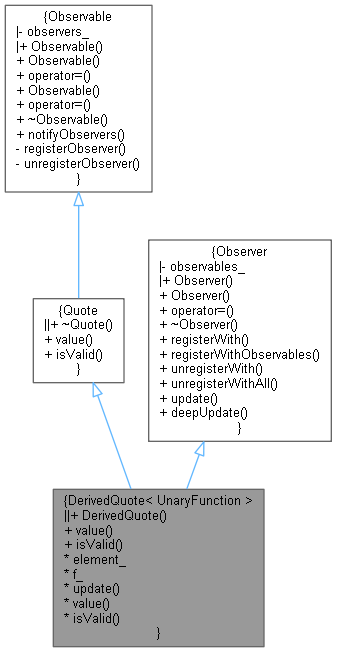 {Observable
|- observers_
|+ Observable()
+ Observable()
+ operator=()
+ Observable()
+ operator=()
+ ~Observable()
+ notifyObservers()
- registerObserver()
- unregisterObserver()
}
{Observer
|- observables_
|+ Observer()
+ Observer()
+ operator=()
+ ~Observer()
+ registerWith()
+ registerWithObservables()
+ unregisterWith()
+ unregisterWithAll()
+ update()
+ deepUpdate()
}
{Quote
||+ ~Quote()
+ value()
+ isValid()
}
{DerivedQuote< UnaryFunction >
||+ DerivedQuote()
+ value()
+ isValid()
* element_
* f_
* update()
* value()
* isValid()
}